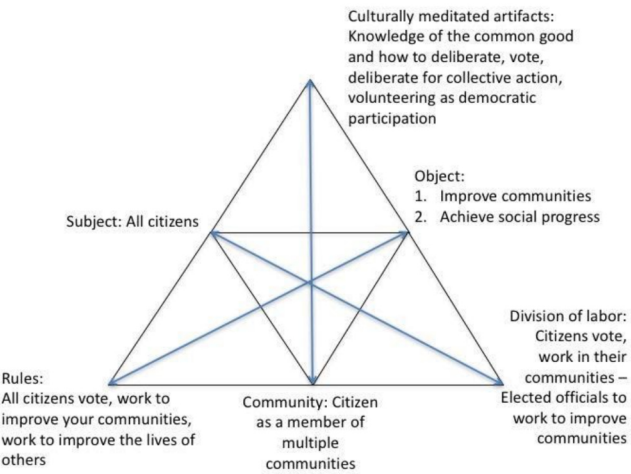 Culturally meditated artifacts:
Knowledge of the common good
and how to deliberate, vote,
deliberate for collective action,
volunteering as democratic
participation
Object:
1. Improve communities
2. Achieve social progress
Subject: All citizens
Division of labor:
Citizens vote,
work in their
communities –
Elected officials to
work to improve
communities
Rules:
All citizens vote, work to
improve your communities,
work to improve the lives of
others
Community: Citizen
as a member of
multiple
communities